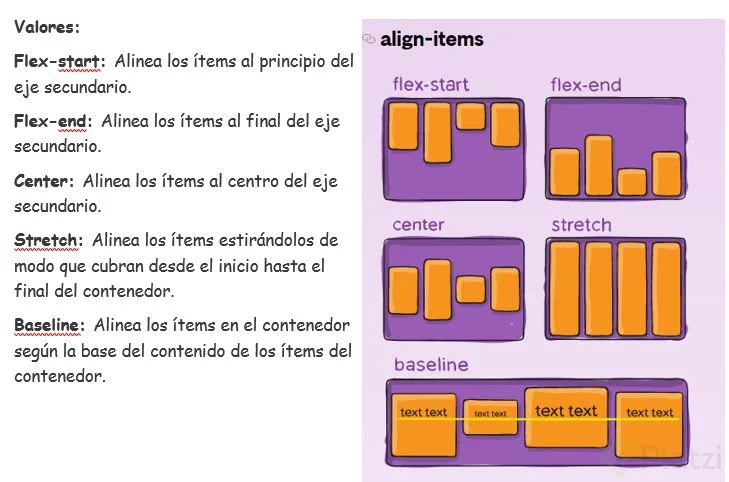 Valores:
Flex-start: Alinea los ítems al principio del
eje secundario.
Flex-end: Alinea los ítems al final del eje
secundario.
Center: Alinea los ítems al centro del eje
secundario.
Stretch: Alinea los ítems estirándolos de
modo que cubran desde el inicio hasta el
final del contenedor.
Baseline: Alinea los ítems en el contenedor
según la base del contenido de los ítems del
contenedor.
align-items
flex-start
flex-end
center
stretch
baseline
text text
text text
text text
text text
Platzi